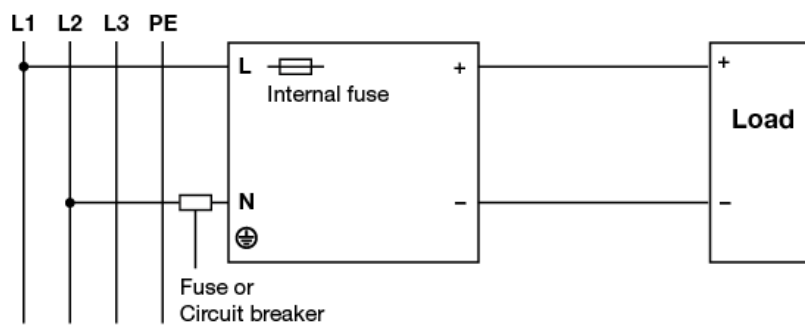 L1 L2 L3 PE
L + +
Internal fuse
Load
N − −
Fuse or
Circuit breaker